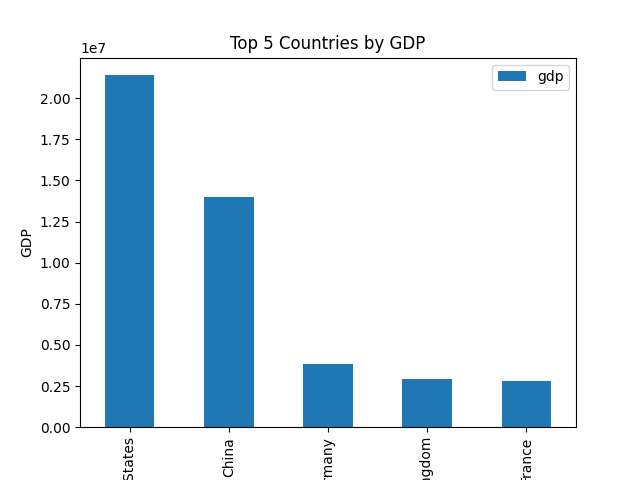 Top 5 Countries by GDP
1e7
gdp
2.00
1.75
1.50
1.25
1.00
0.75
0.50
0.25
0.00
GDP
States
China
rmany
ngdom
France